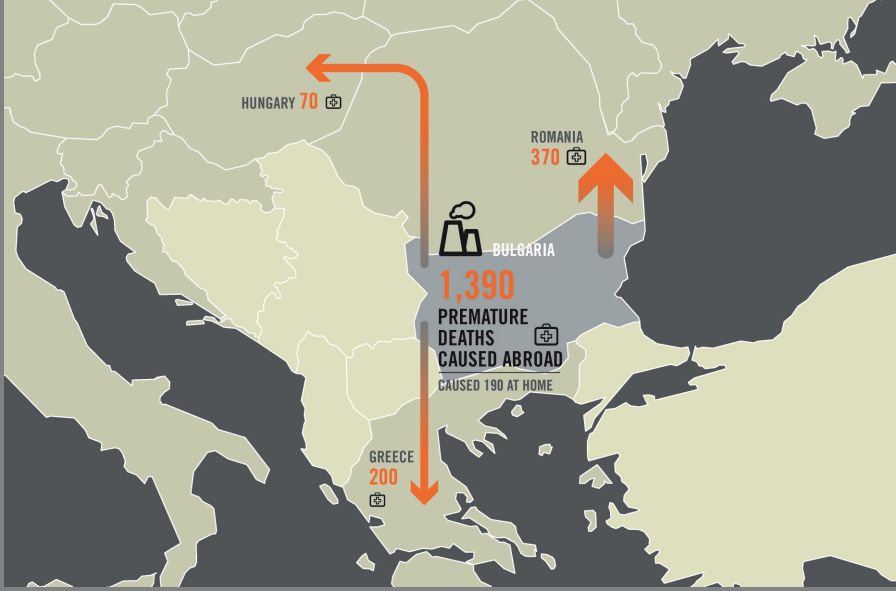 HUNGARY 70
ROMANIA
370
BULGARIA
1,390
PREMATURE
DEATHS
CAUSED ABROAD
CAUSED 190 AT HOME
GREECE
200